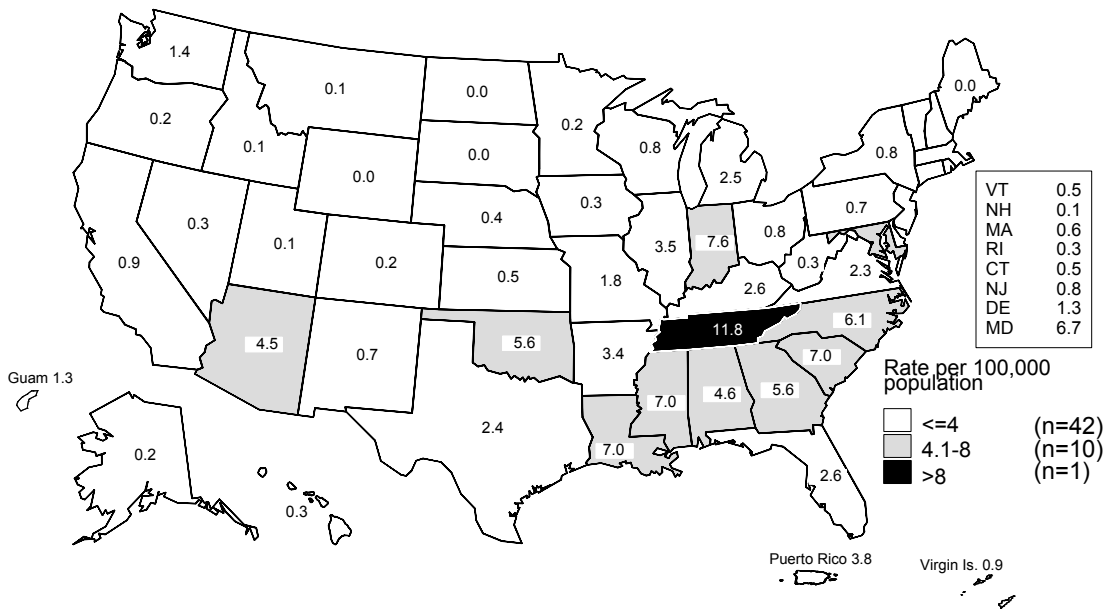 1.4
0.1
0.0
0.0
0.2
0.2
0.1
0.8
0.8
0.0
0.0
2.5
0.4
0.3
0.7
0.3
0.1
3.5
7.6
0.8
0.9
0.2
0.5
1.8
0.3
2.3
2.6
VT 0.5
NH 0.1
MA 0.6
RI 0.3
CT 0.5
NJ 0.8
DE 1.3
MD 6.7
4.5
0.7
5.6
3.4
11.8
6.1
7.0
2.4
7.0
4.6
5.6
7.0
2.6
Guam 1.3
0.2
0.3
Rate per 100,000
population
<=4 (n=42)
4.1-8 (n=10)
>8 (n=1)
Puerto Rico 3.8
Virgin Is. 0.9